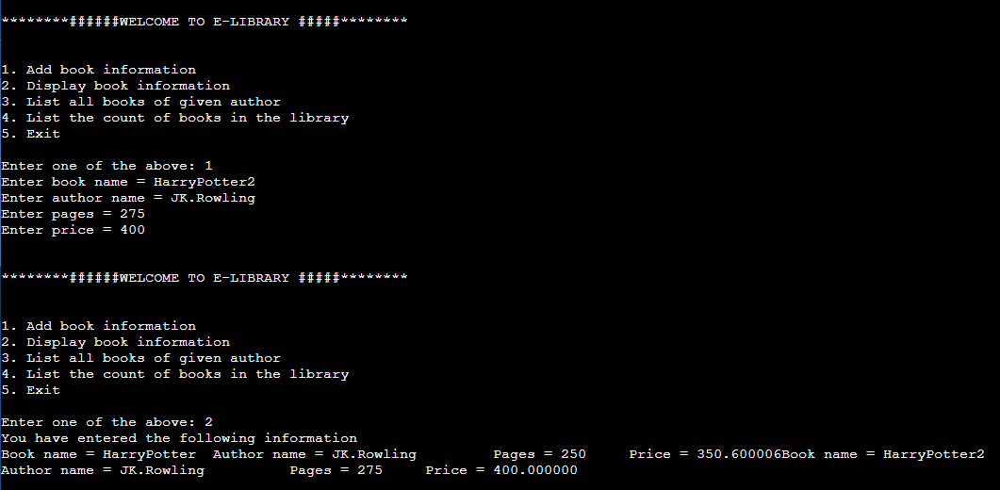 ********######WELCOME TO E-LIBRARY #####********
1. Add book information
2. Display book information
3. List all books of given author
4. List the count of books in the library
5. Exit
Enter one of the above: 1
Enter book name = HarryPotter2
Enter author name = JK.Rowling
Enter pages = 275
Enter price = 400
********######WELCOME TO E-LIBRARY #####********
1. Add book information
2. Display book information
3. List all books of given author
4. List the count of books in the library
5. Exit
Enter one of the above: 2
You have entered the following information
Book name = HarryPotter  Author name = JK.Rowling         Pages = 250     Price = 350.600006Book name = HarryPotter2
Author name = JK.Rowling          Pages = 275     Price = 400.000000